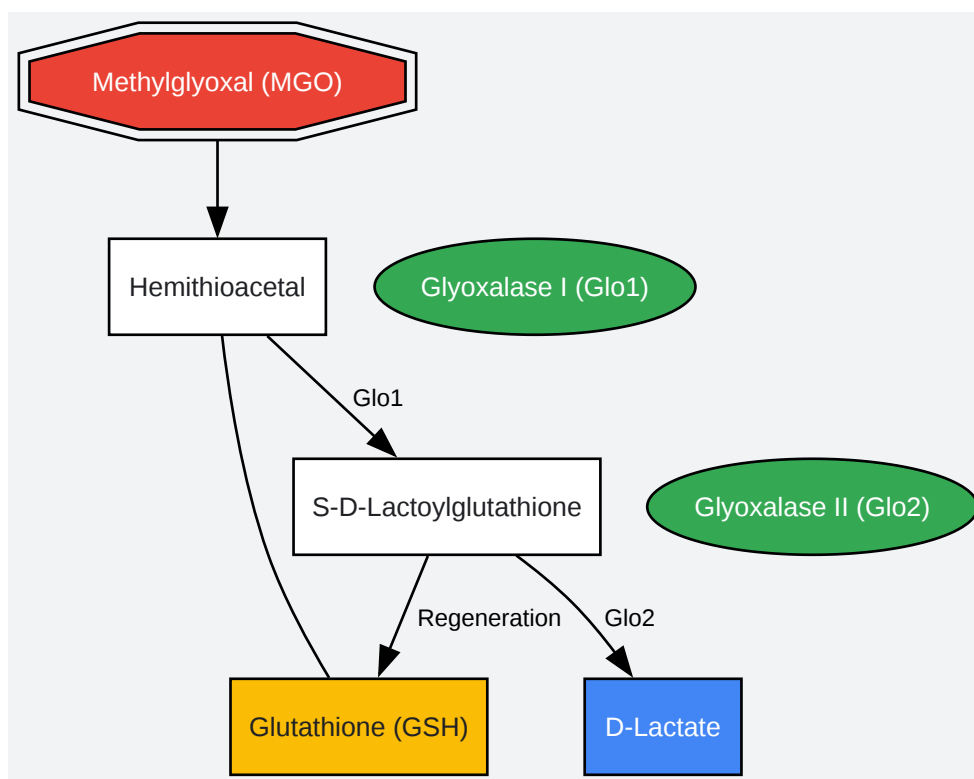 Methylglyoxal (MGO)
Hemithioacetal
Glyoxalase I (Glo1)
Glo1
S-D-Lactoylglutathione
Glyoxalase II (Glo2)
Regeneration
Glo2
Glutathione (GSH)
D-Lactate